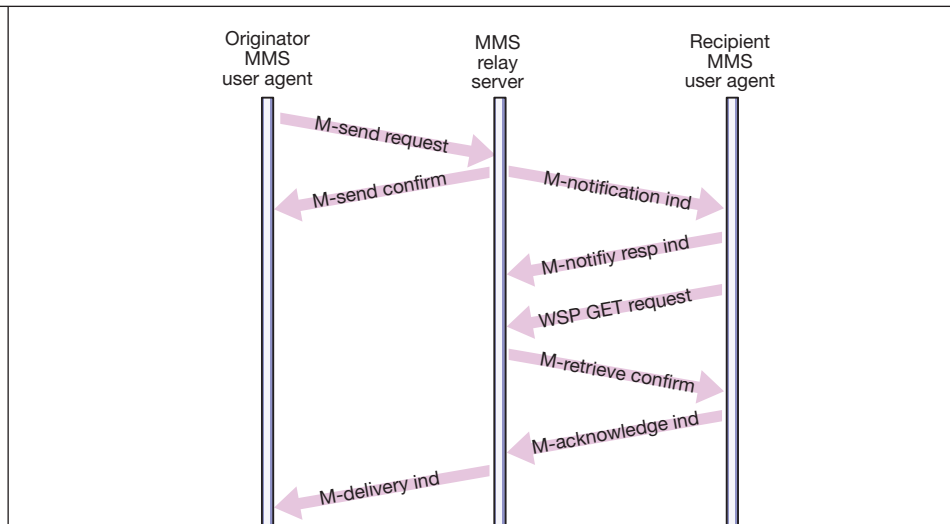 Originator
MMS
user agent
MMS
relay
server
Recipient
MMS
user agent
M-send request
M-send confirm
M-notification ind
M-notifiy resp ind
WSP GET request
M-retrieve confirm
M-acknowledge ind
M-delivery ind